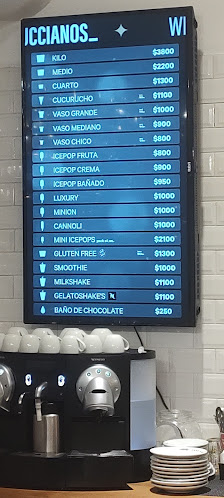 UCCIANOS_
WI
KILO $3800
MEDIO $2200
CUARTO $1300
CUCURUCHO $1100
VASO GRANDE $1000
VASO MEDIANO $900
VASO CHICO $800
ICEPOP FRUTA $800
ICEPOP CREMA $900
ICEPOP BAÑADO $950
LUXURY $1000
MINION $1000
CANNOLI $1000
MINI ICEPOPS $2100
GLUTEN FREE $1300
SMOOTHIE $1000
MILKSHAKE $1100
GELATOSHAKE'S $1100
BAÑO DE CHOCOLATE $250